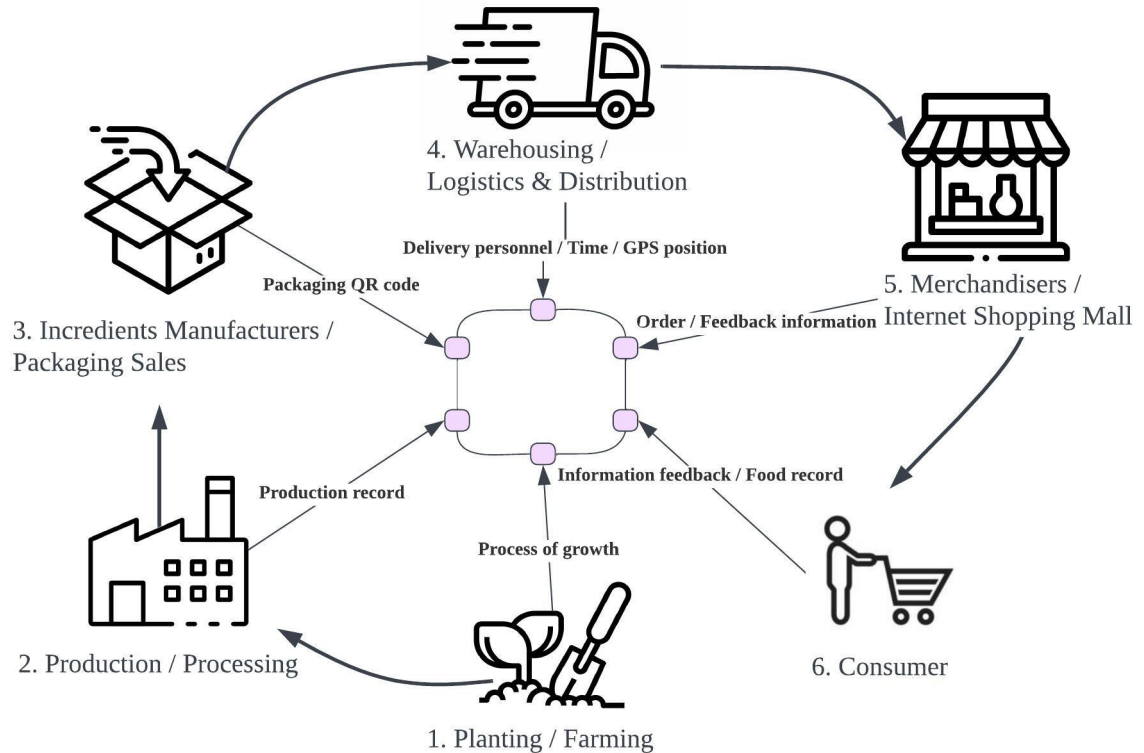 4. Warehousing /
Logistics & Distribution
Delivery personnel / Time / GPS position
Packaging QR code
5. Merchandisers /
Internet Shopping Mall
Order / Feedback information
3. Incredients Manufacturers /
Packaging Sales
Information feedback / Food record
Production record
Process of growth
2. Production / Processing
6. Consumer
1. Planting / Farming